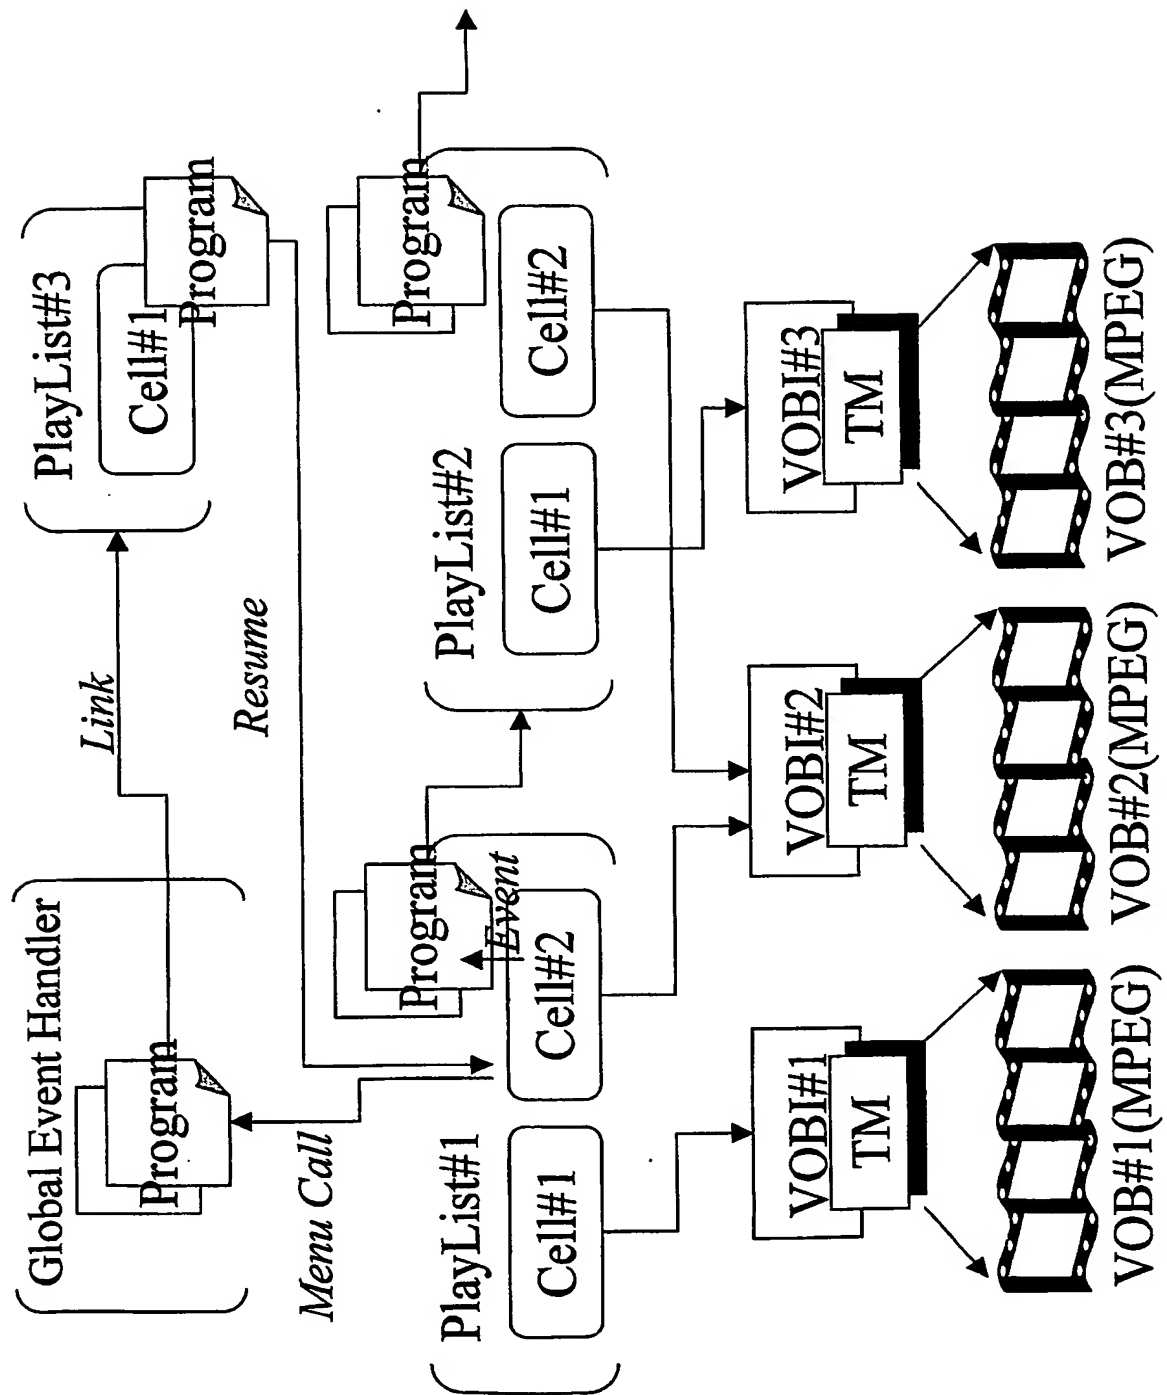 Global Event Handler
Program
Link
PlayList#3
Cell#1
Program
Menu Call
Resume
PlayList#1
Cell#1
Cell#2
Event
Program
PlayList#2
Cell#1
Cell#2
Program
VOBI#1
TM
VOBI#2
TM
VOBI#3
TM
VOB#1(MPEG)
VOB#2(MPEG)
VOB#3(MPEG)